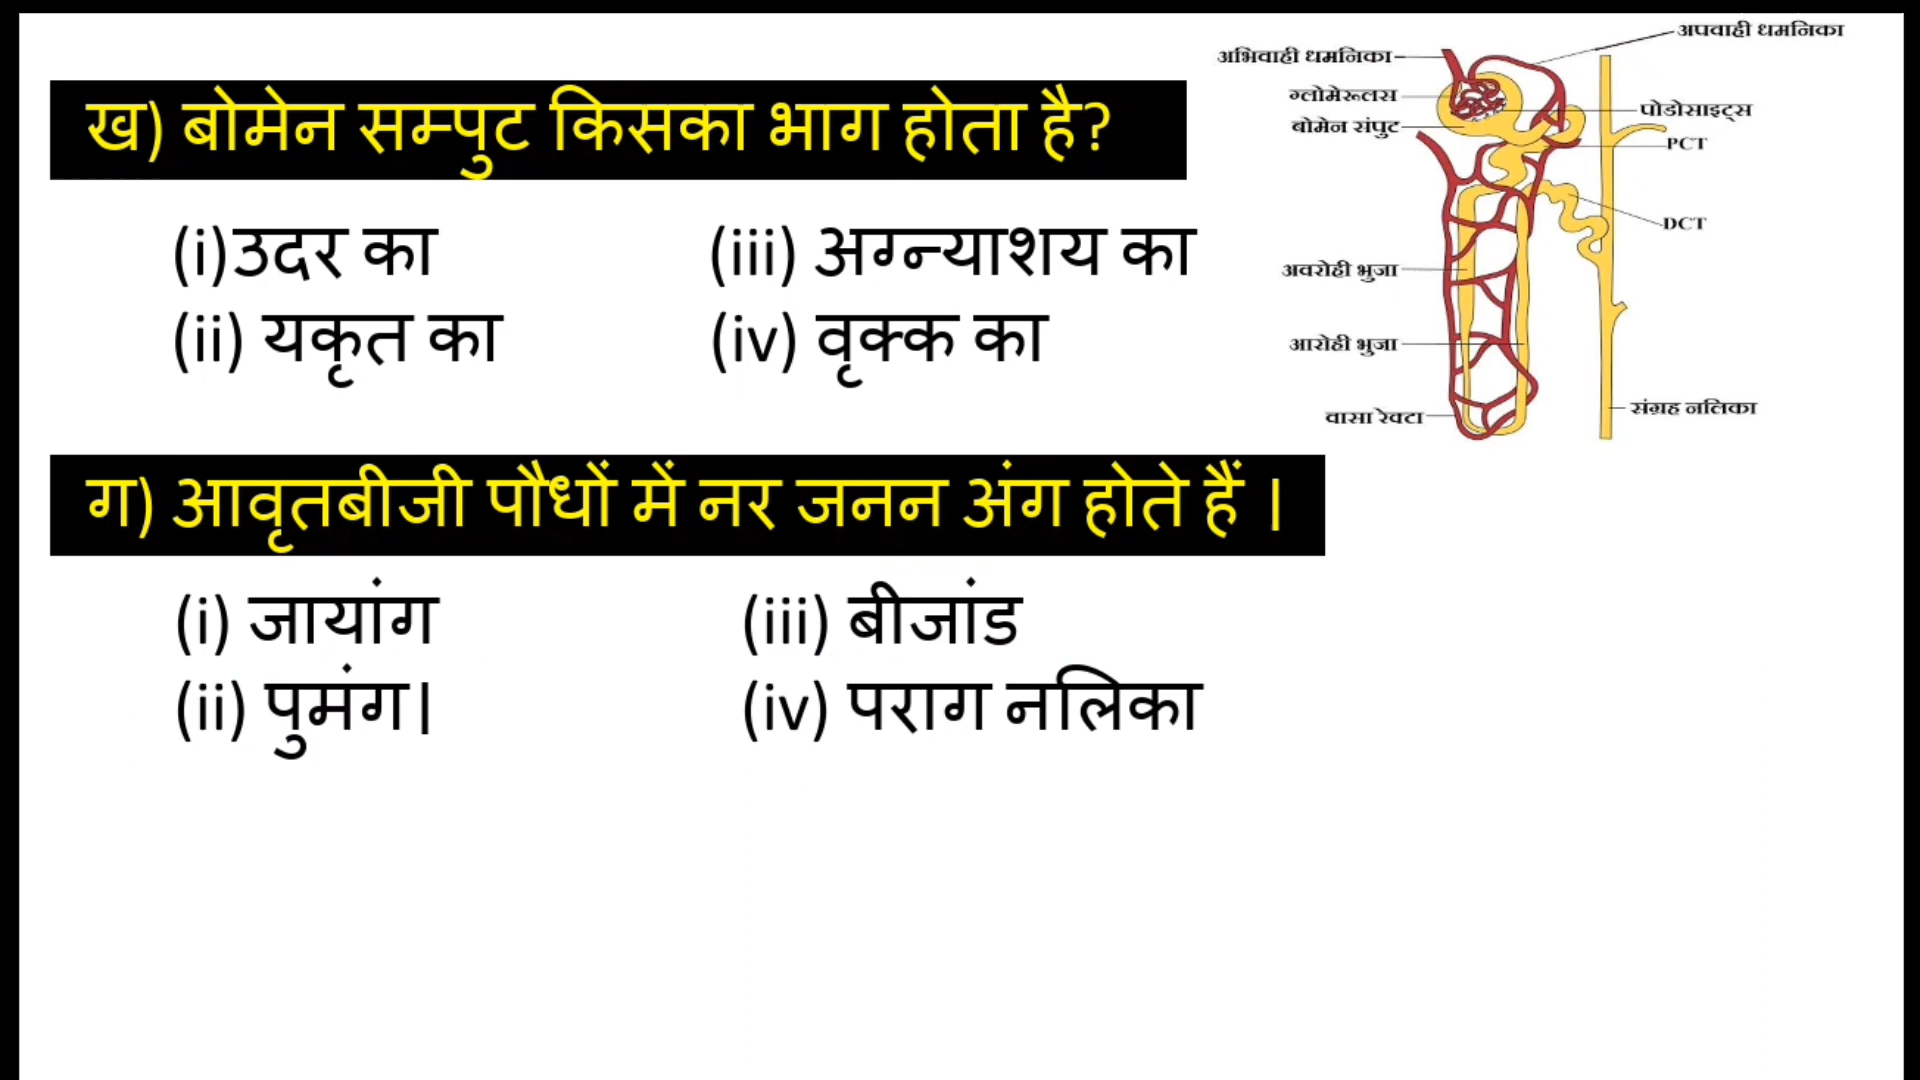 ख) बोमेन सम्पुट किसका भाग होता है?
(i)उदर का (iii) अग्न्याशय का
(ii) यकृत का (iv) वृक्क का
अपवाही धमनिका
अभिवाही धमनिका
ग्लोमेरूलस
पोडोसाइट्स
बोमेन संपुट
PCT
DCT
अवरोही भुजा
आरोही भुजा
वासा रेक्टा
संग्रह नलिका
ग) आवृतबीजी पौधों में नर जनन अंग होते हैं ।
(i) जायांग (iii) बीजांड
(ii) पुमंग। (iv) पराग नलिका